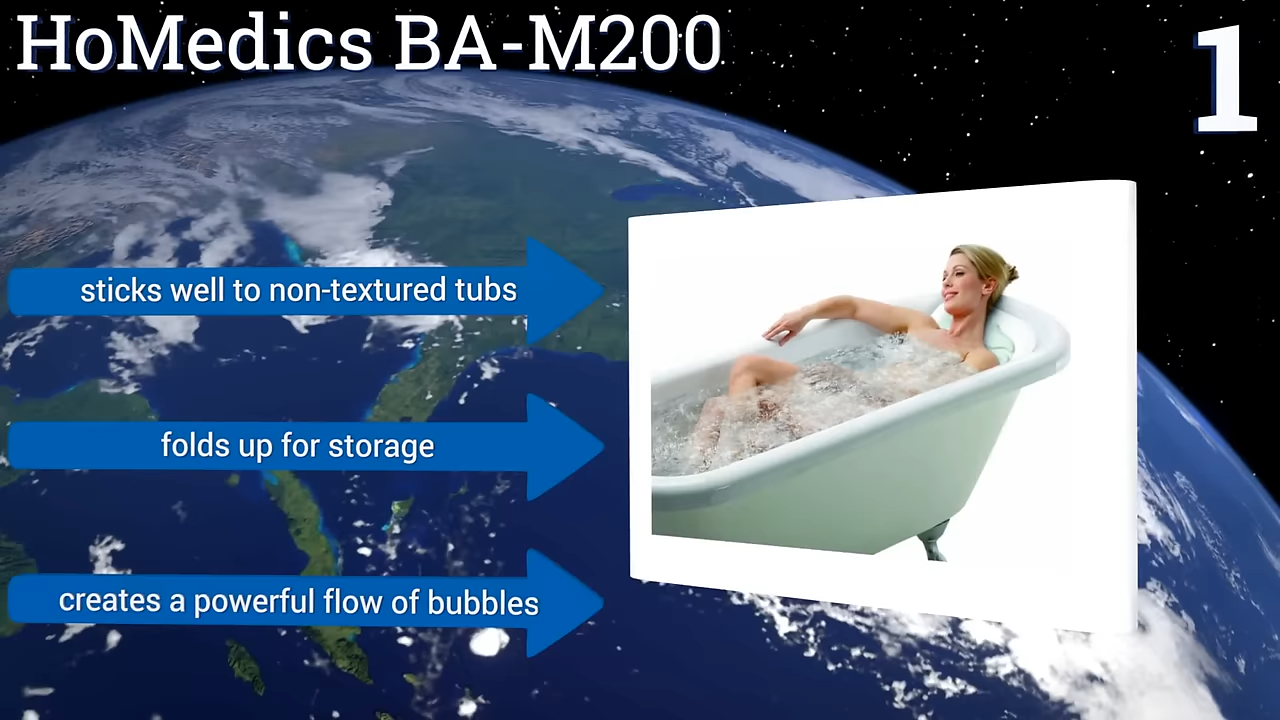 HoMedics BA-M200
1
sticks well to non-textured tubs
folds up for storage
creates a powerful flow of bubbles